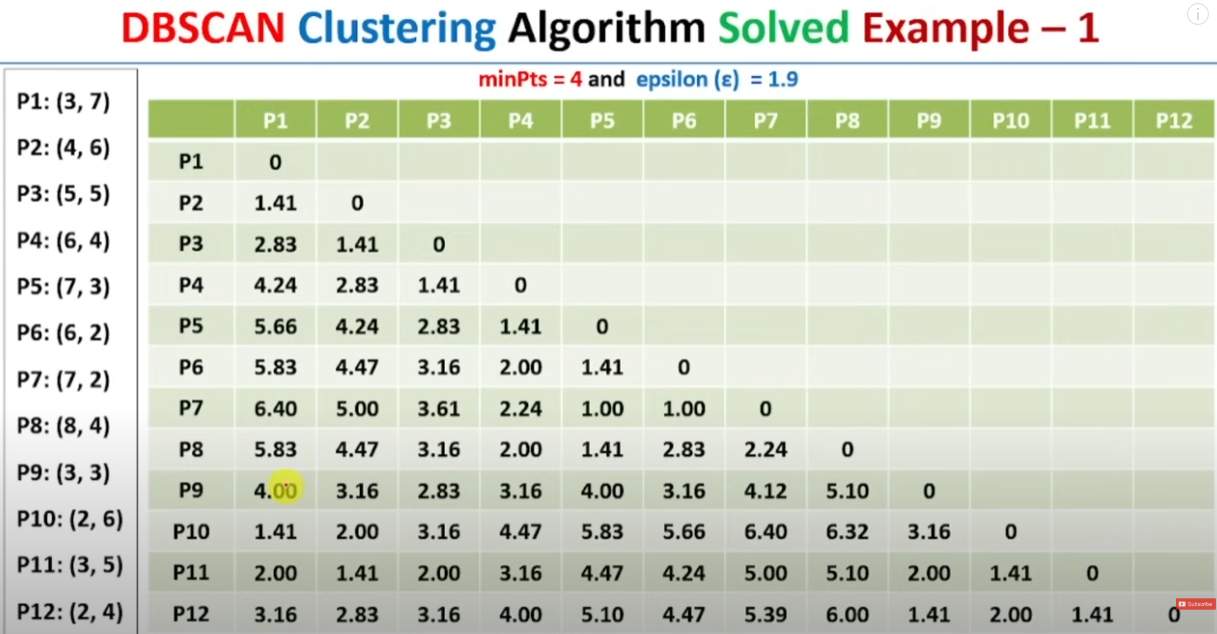 DBSCAN Clustering Algorithm Solved Example – 1
minPts = 4 and epsilon (ε) = 1.9
P1: (3, 7)
P2: (4, 6)
P3: (5, 5)
P4: (6, 4)
P5: (7, 3)
P6: (6, 2)
P7: (7, 2)
P8: (8, 4)
P9: (3, 3)
P10: (2, 6)
P11: (3, 5)
P12: (2, 4)
P1 P2 P3 P4 P5 P6 P7 P8 P9 P10 P11 P12
P1 0
P2 1.41 0
P3 2.83 1.41 0
P4 4.24 2.83 1.41 0
P5 5.66 4.24 2.83 1.41 0
P6 5.83 4.47 3.16 2.00 1.41 0
P7 6.40 5.00 3.61 2.24 1.00 1.00 0
P8 5.83 4.47 3.16 2.00 1.41 2.83 2.24 0
P9 4.00 3.16 2.83 3.16 4.00 3.16 4.12 5.10 0
P10 1.41 2.00 3.16 4.47 5.83 5.66 6.40 6.32 3.16 0
P11 2.00 1.41 2.00 3.16 4.47 4.24 5.00 5.10 2.00 1.41 0
P12 3.16 2.83 3.16 4.00 5.10 4.47 5.39 6.00 1.41 2.00 1.41 0
Subscribe